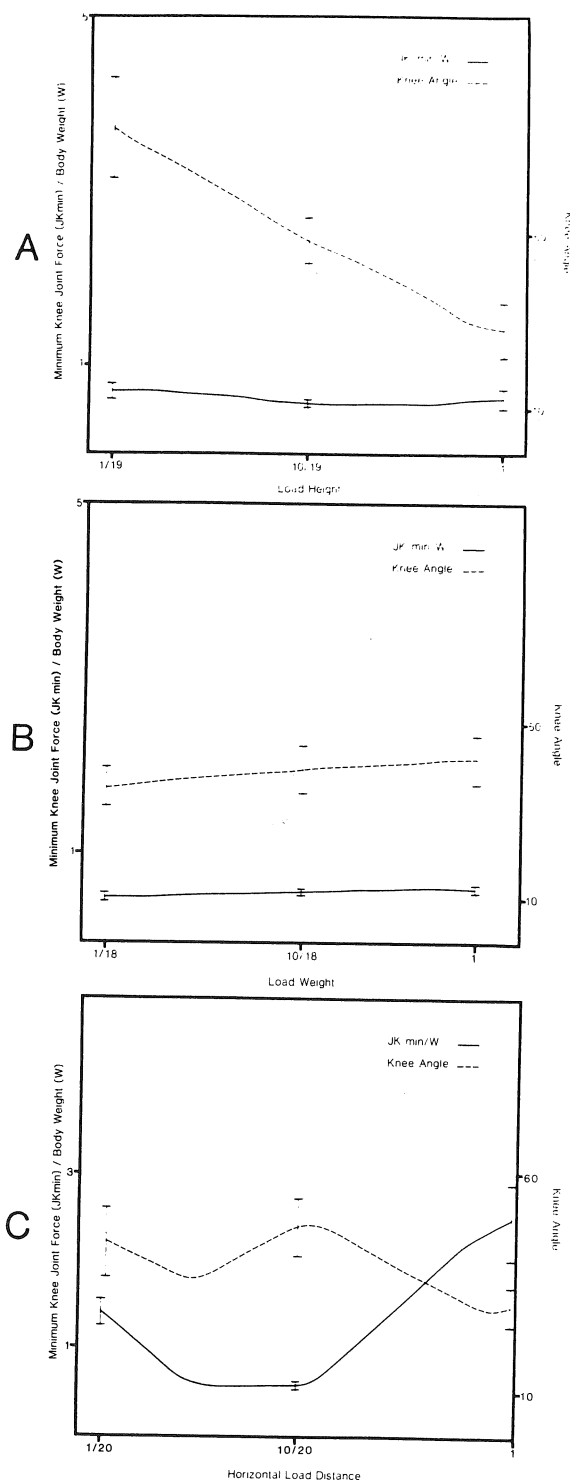 A
5
Minimum Knee Joint Force (JKmin) / Body Weight (W)
1
Knee Angle
Knee Angle
1/19
10/19
1
Load Height
B
5
Minimum Knee Joint Force (JK min) / Body Weight (W)
1
JK min/W
Knee Angle
50
10
Knee Angle
1/18
10/18
1
Load Weight
C
Minimum Knee Joint Force (JKmin) / Body Weight (W)
3
1
JK min/W
Knee Angle
60
10
Knee Angle
1/20
10/20
1
Horizontal Load Distance